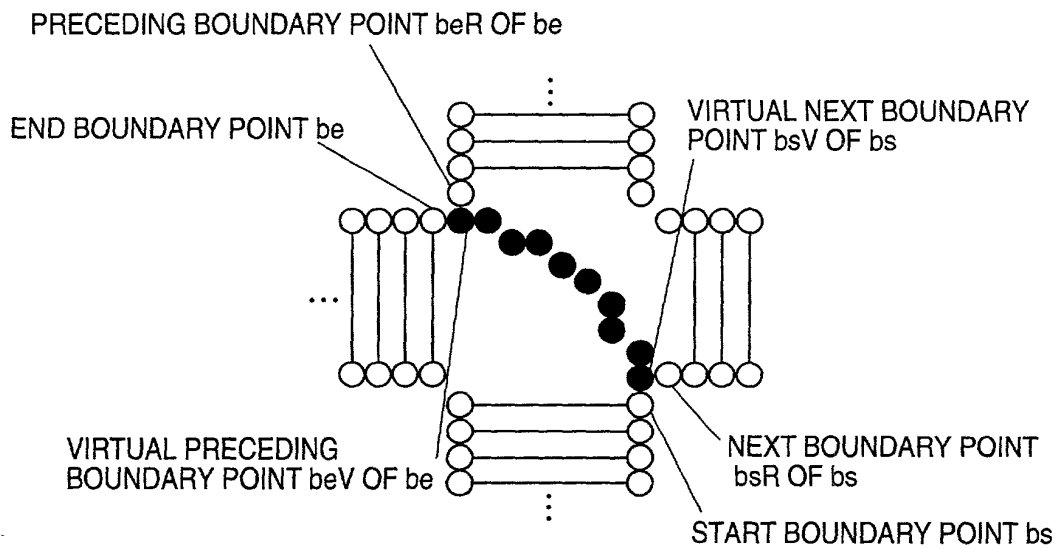 PRECEDING BOUNDARY POINT beR OF be
END BOUNDARY POINT be
VIRTUAL NEXT BOUNDARY
POINT bsV OF bs
VIRTUAL PRECEDING
BOUNDARY POINT beV OF be
NEXT BOUNDARY POINT
bsR OF bs
START BOUNDARY POINT bs